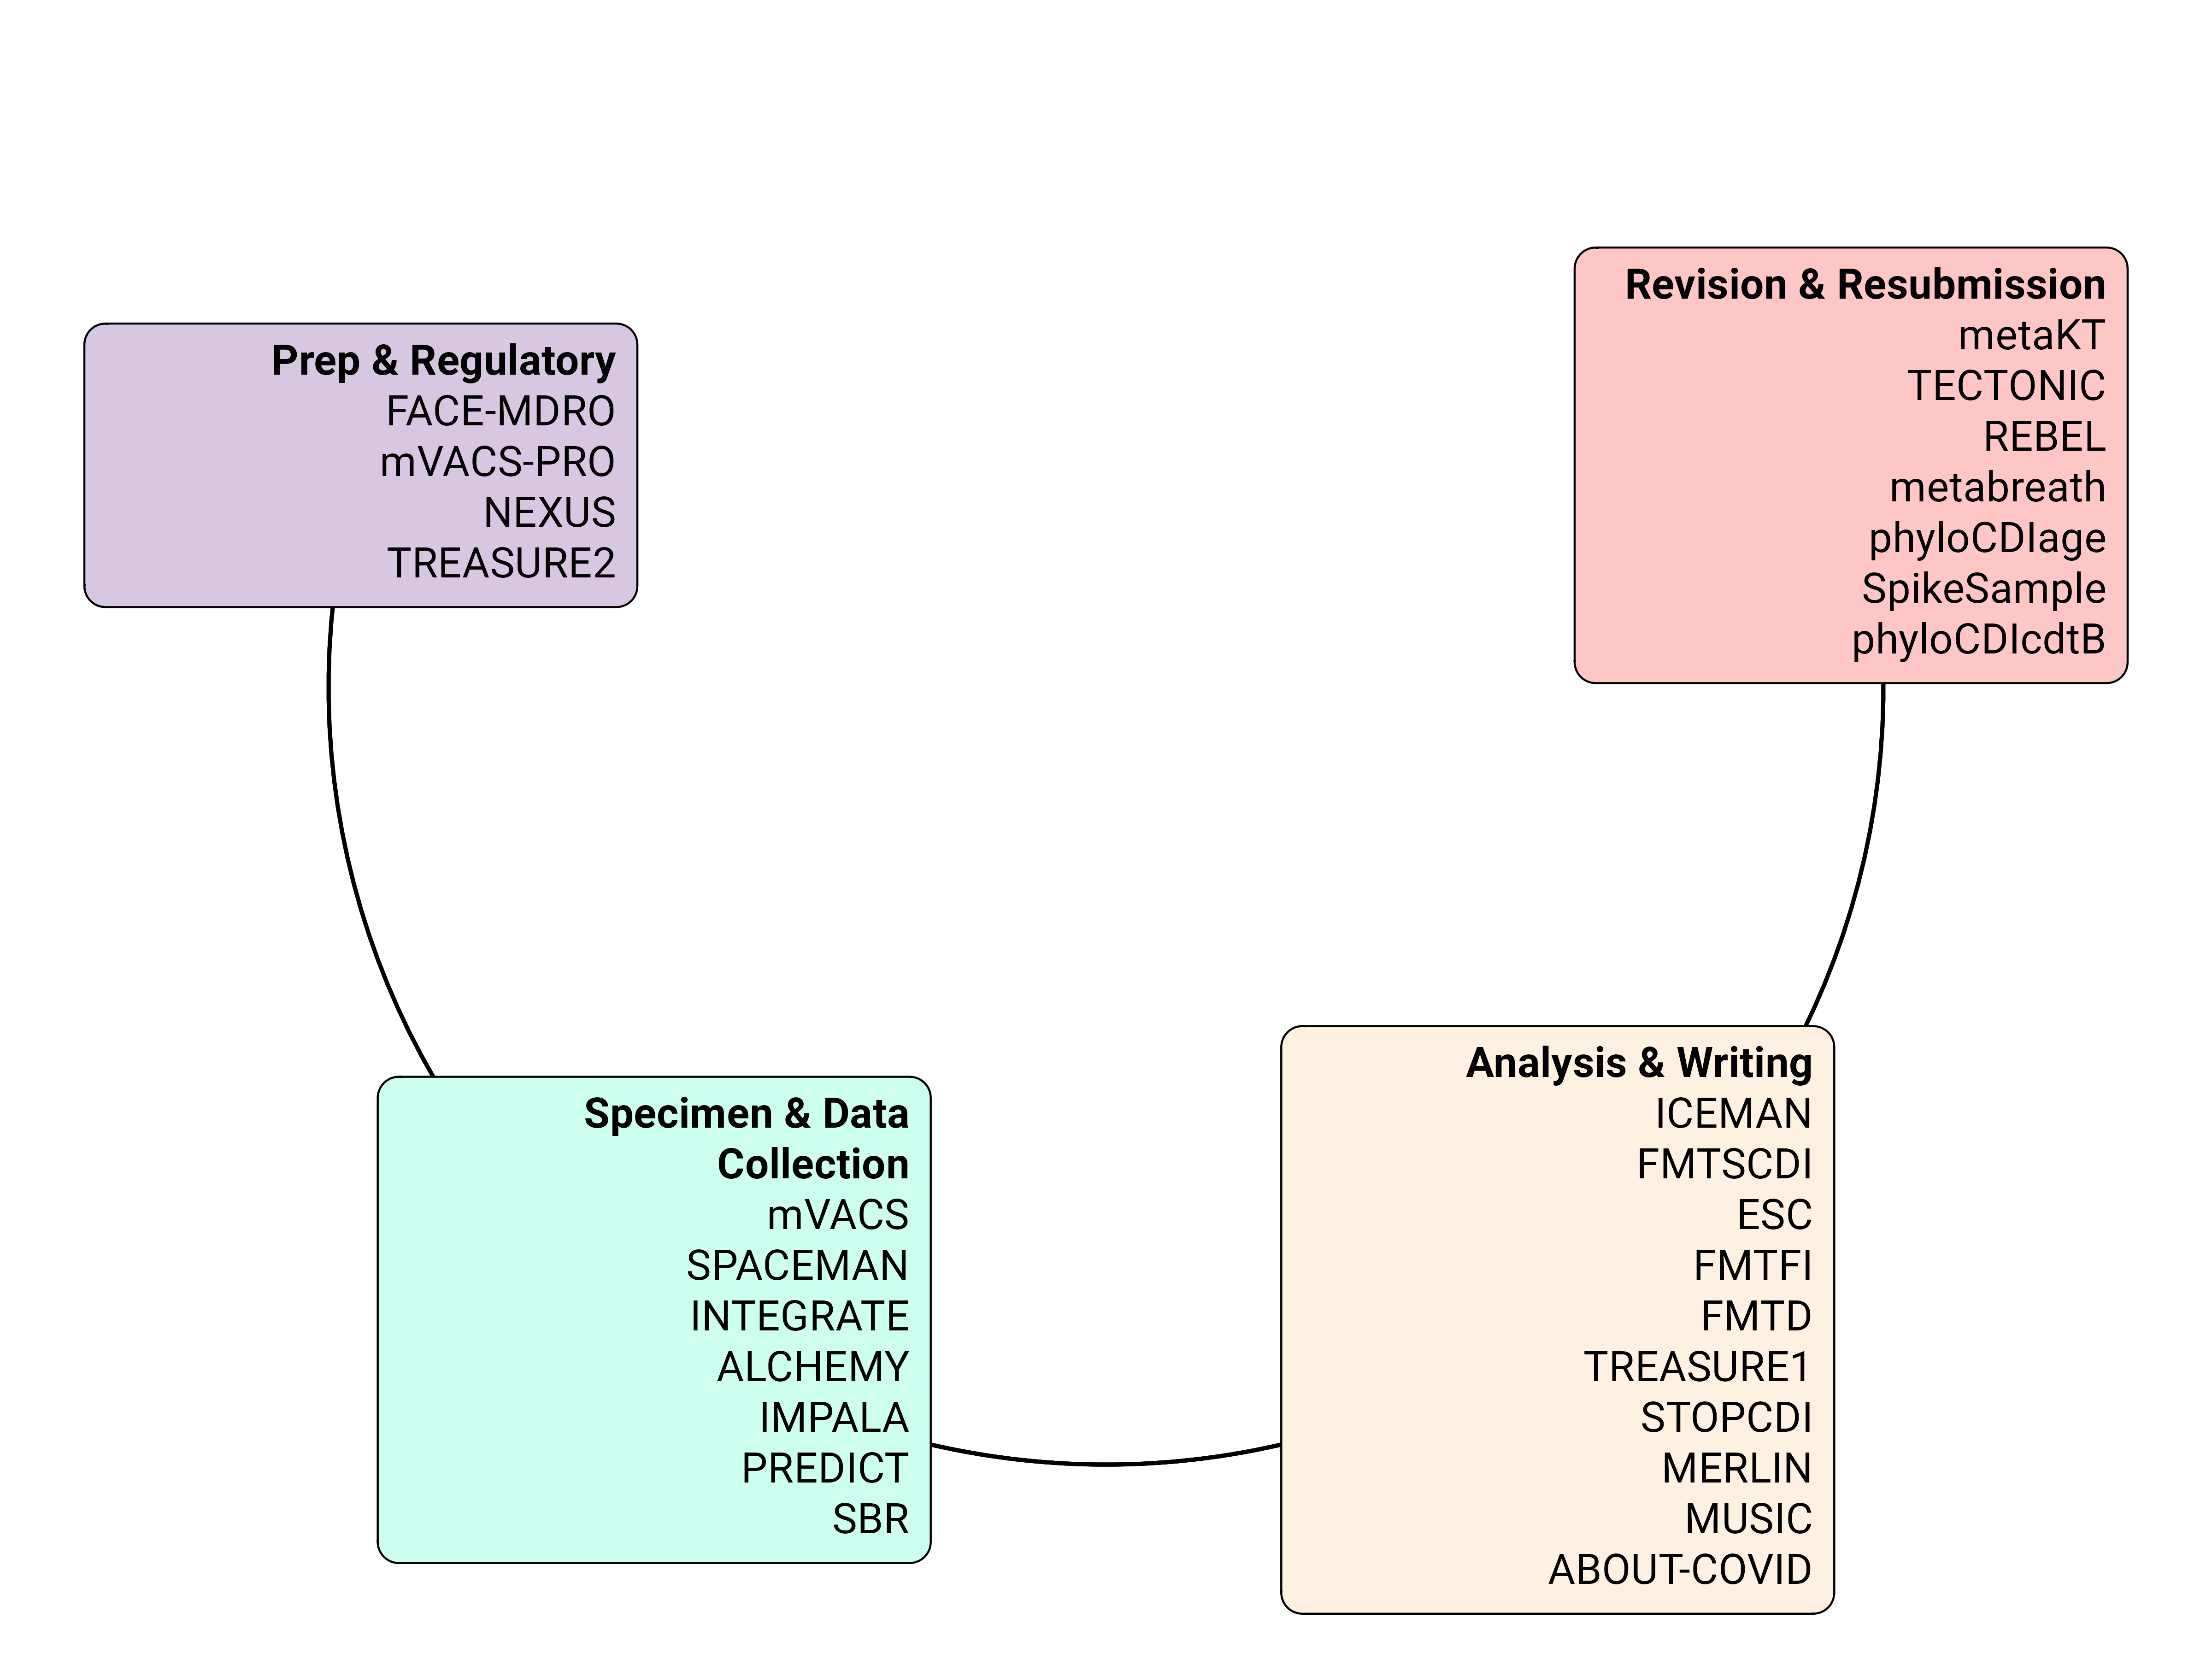 Prep & Regulatory
FACE-MDRO
mVACS-PRO
NEXUS
TREASURE2
Specimen & Data
Collection
mVACS
SPACEMAN
INTEGRATE
ALCHEMY
IMPALA
PREDICT
SBR
Analysis & Writing
ICEMAN
FMTSCDI
ESC
FMTFI
FMTD
TREASURE1
STOPCDI
MERLIN
MUSIC
ABOUT-COVID
Revision & Resubmission
metaKT
TECTONIC
REBEL
metabreath
phyloCDIage
SpikeSample
phyloCDIcdtB